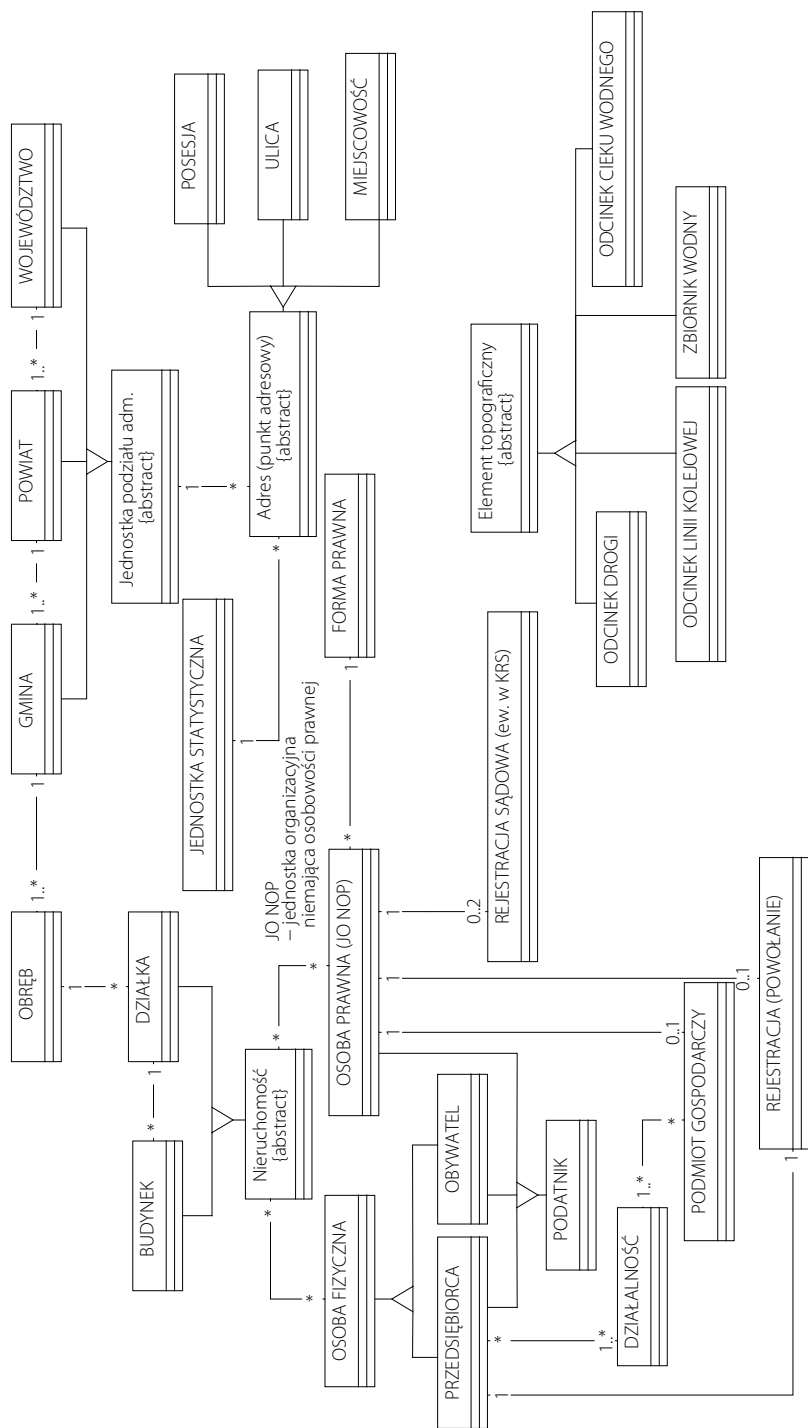 OBRĘB
1..*
1
GMINA
1..*
1
POWIAT
1..*
1
WOJEWÓDZTWO
1
*
BUDYNEK
*
1
DZIAŁKA
Jednostka podziału adm.
{abstract}
1
*
JEDNOSTKA STATYSTYCZNA
1
*
Adres (punkt adresowy)
{abstract}
POSESJA
ULICA
MIEJSCOWOŚĆ
Nieruchomość
{abstract}
*
*
*
*
JO NOP
– jednostka organizacyjna
niemająca osobowości prawnej
OSOBA FIZYCZNA
OSOBA PRAWNA (JO NOP)
*
1
FORMA PRAWNA
1
0..2
1
0..1
1
0..1
PRZEDSIĘBIORCA
OBYWATEL
PODATNIK
REJESTRACJA SĄDOWA (ew. w KRS)
*
1..*
DZIAŁALNOŚĆ
1..*
*
PODMIOT GOSPODARCZY
1
1
REJESTRACJA (POWOŁANIE)
Element topograficzny
{abstract}
ODCINEK DROGI
ODCINEK LINII KOLEJOWEJ
ZBIORNIK WODNY
ODCINEK CIEKU WODNEGO